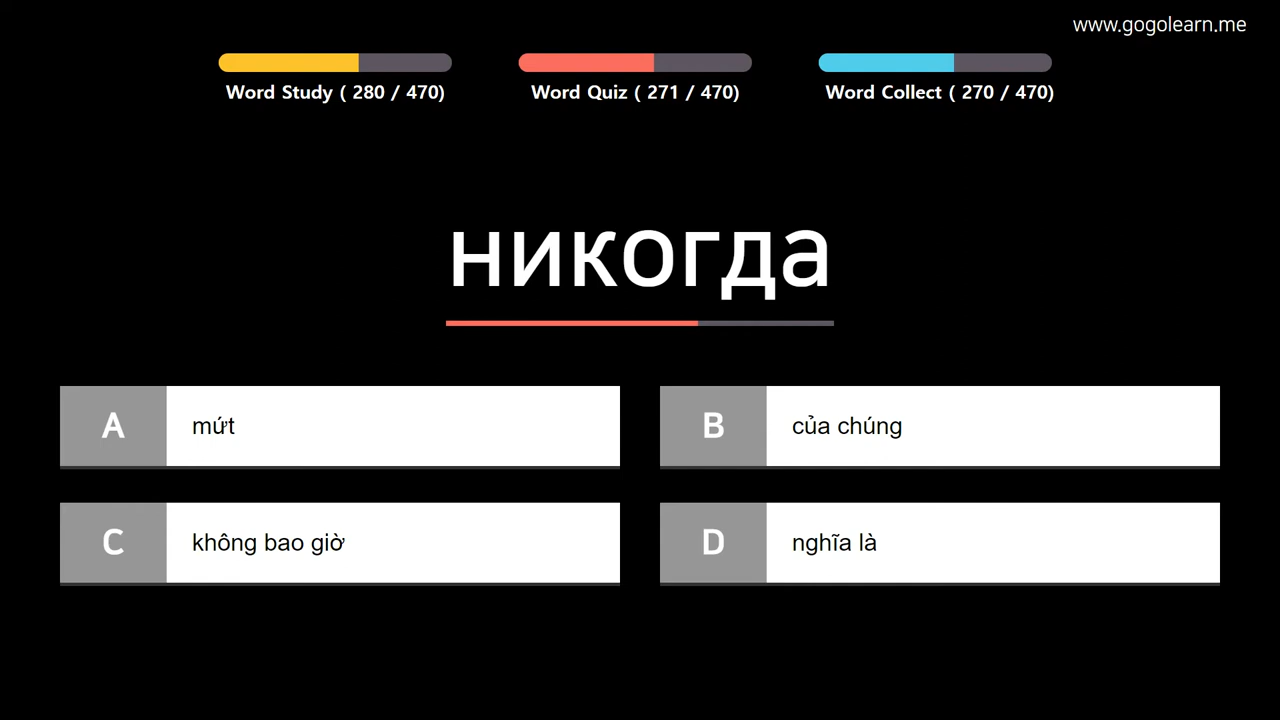 www.gogolearn.me
Word Study ( 280 / 470)
Word Quiz ( 271 / 470)
Word Collect ( 270 / 470)
никогда
A
mứt
B
của chúng
C
không bao giờ
D
nghĩa là